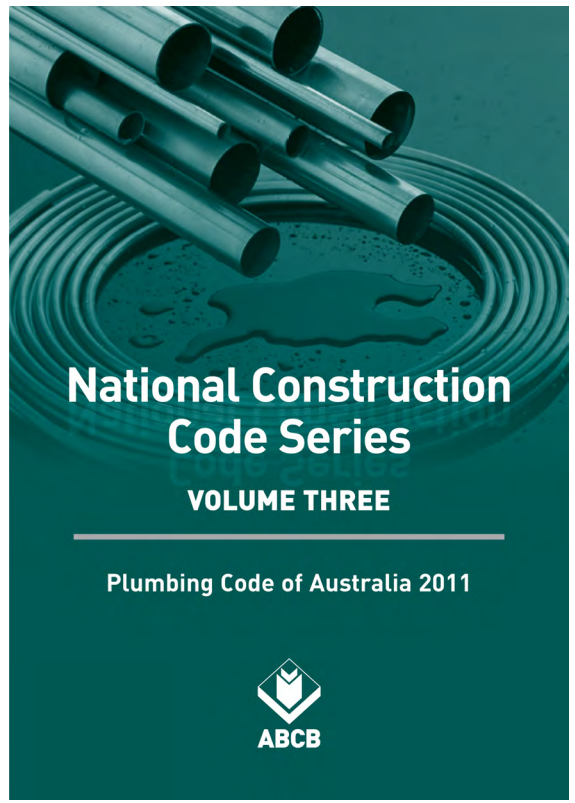 National Construction
Code Series
VOLUME THREE
Plumbing Code of Australia 2011
ABCB